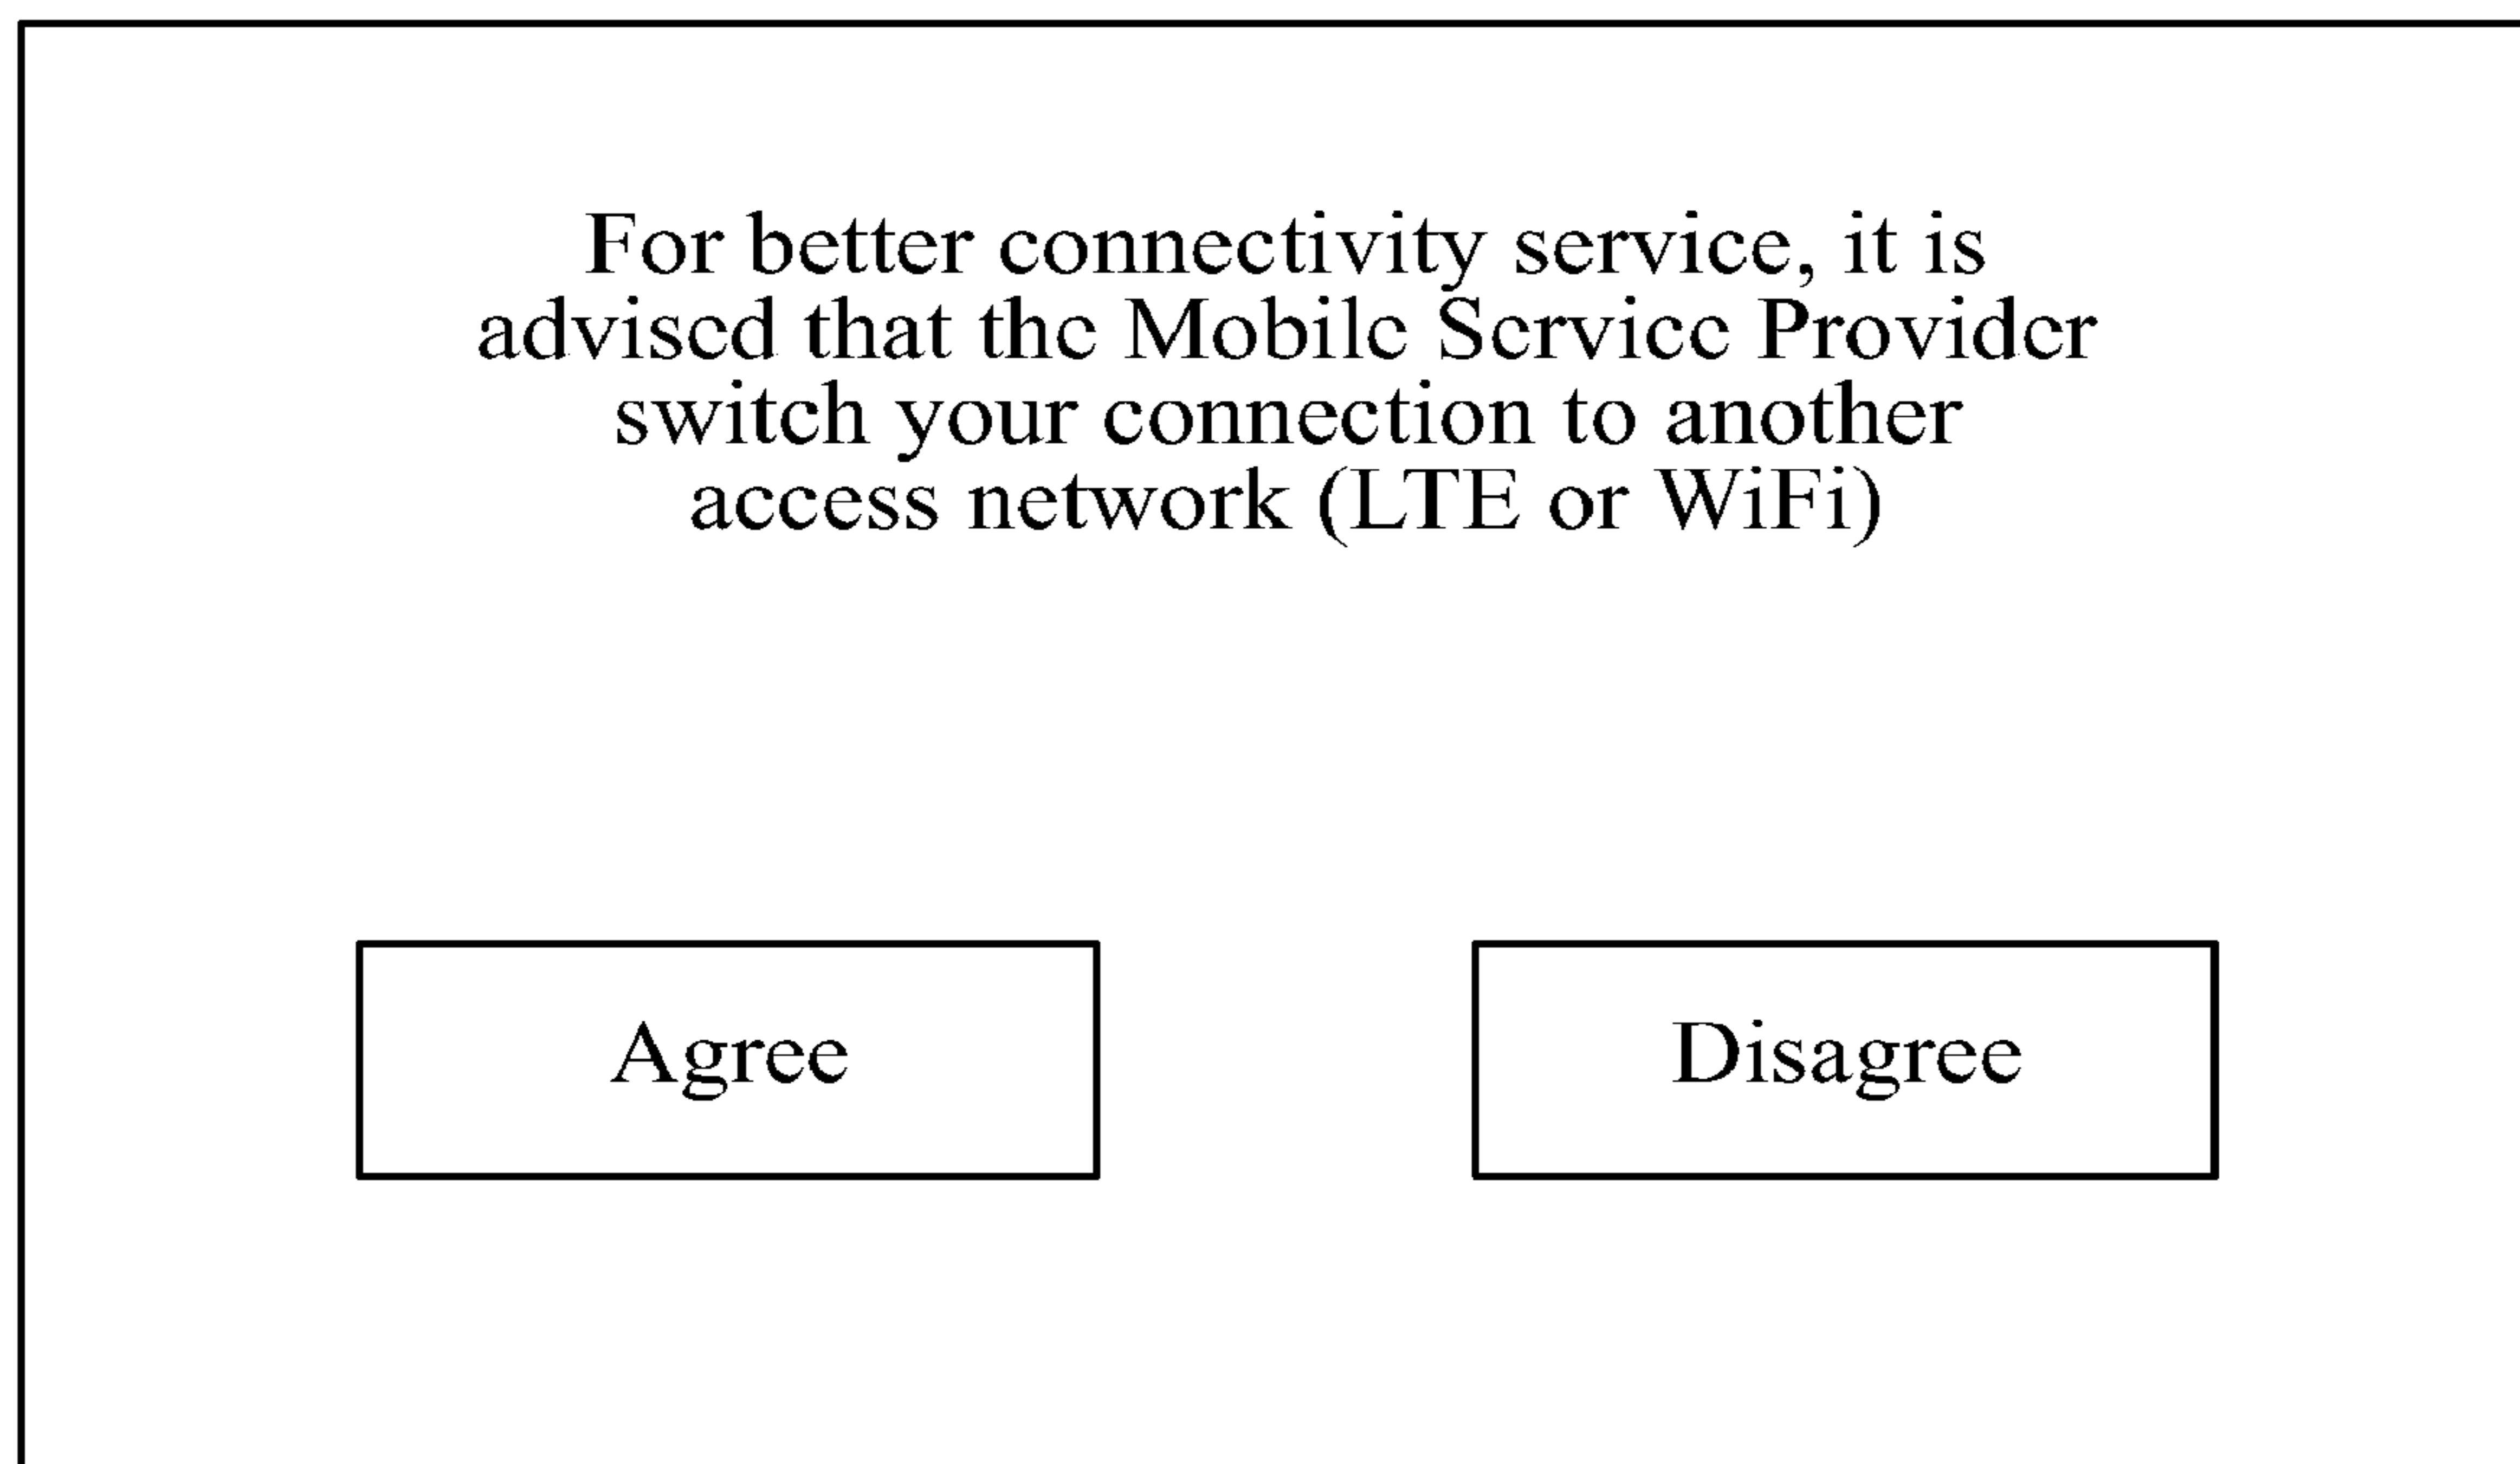 For better connectivity service, it is
advised that the Mobile Service Provider
switch your connection to another
access network (LTE or WiFi)
Agree
Disagree